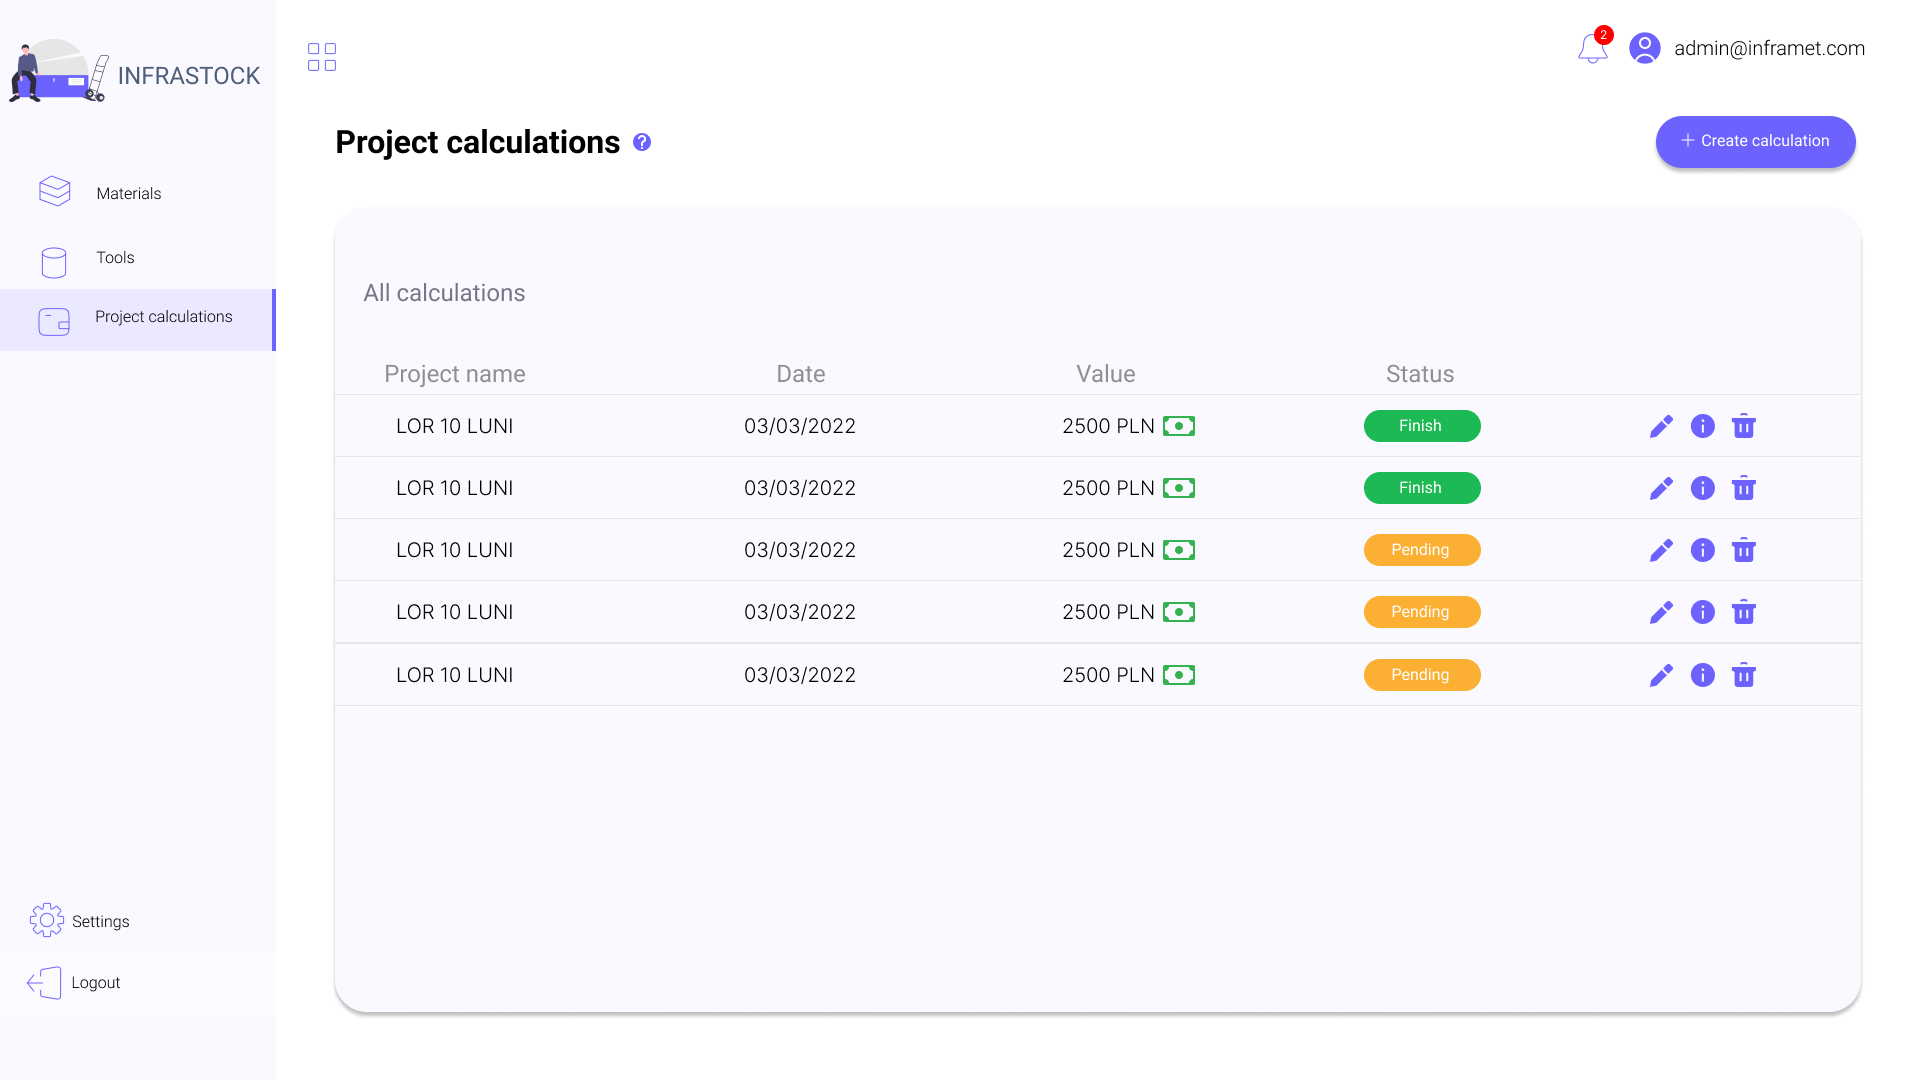 INFRASTOCK
2
admin@inframet.com
Project calculations ?
+ Create calculation
Materials
Tools
Project calculations
All calculations
Project name Date Value Status
LOR 10 LUNI 03/03/2022 2500 PLN Finish
LOR 10 LUNI 03/03/2022 2500 PLN Finish
LOR 10 LUNI 03/03/2022 2500 PLN Pending
LOR 10 LUNI 03/03/2022 2500 PLN Pending
LOR 10 LUNI 03/03/2022 2500 PLN Pending
Settings
Logout